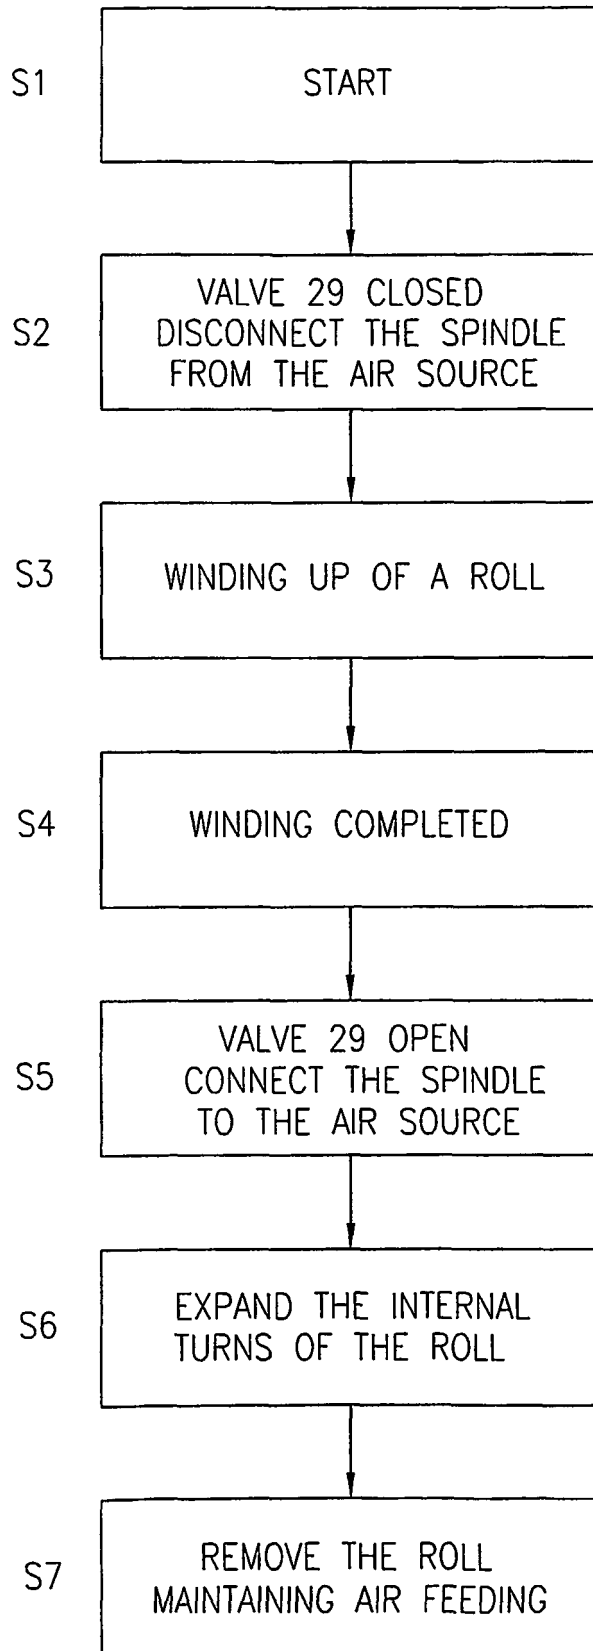 S1
START
S2
VALVE 29 CLOSED
DISCONNECT THE SPINDLE
FROM THE AIR SOURCE
S3
WINDING UP OF A ROLL
S4
WINDING COMPLETED
S5
VALVE 29 OPEN
CONNECT THE SPINDLE
TO THE AIR SOURCE
S6
EXPAND THE INTERNAL
TURNS OF THE ROLL
S7
REMOVE THE ROLL
MAINTAINING AIR FEEDING